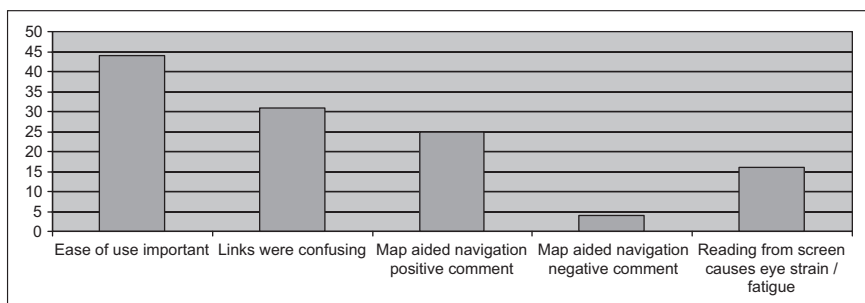 50
45
40
35
30
25
20
15
10
5
0
Ease of use important
Links were confusing
Map aided navigation
positive comment
Map aided navigation
negative comment
Reading from screen
causes eye strain /
fatigue